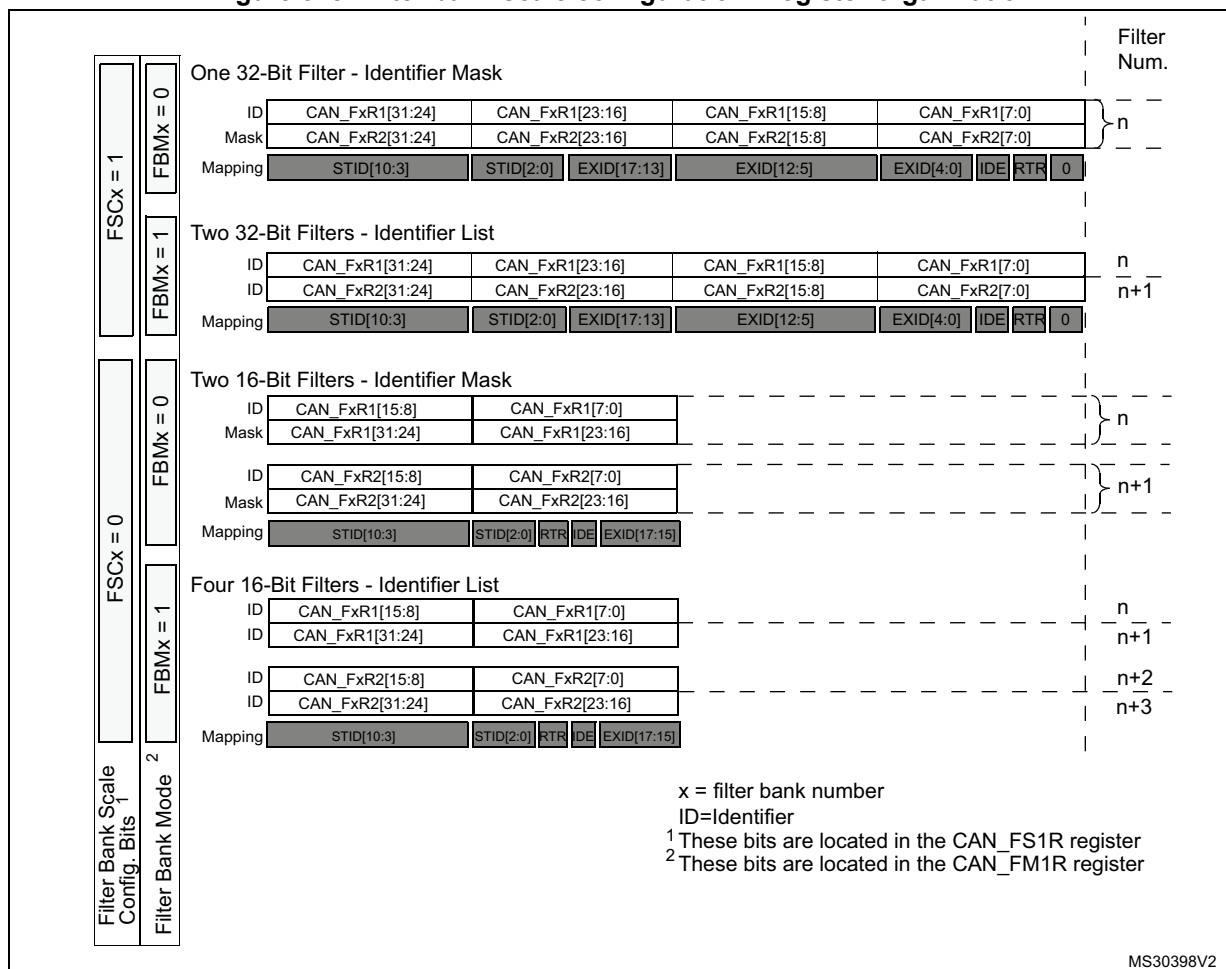 Filter
Num.
One 32-Bit Filter - Identifier Mask
FSCx = 1
FBMx = 0
ID CAN_FxR1[31:24] CAN_FxR1[23:16] CAN_FxR1[15:8] CAN_FxR1[7:0]
n
Mask CAN_FxR2[31:24] CAN_FxR2[23:16] CAN_FxR2[15:8] CAN_FxR2[7:0]
Mapping STID[10:3] STID[2:0] EXID[17:13] EXID[12:5] EXID[4:0] IDE RTR 0
Two 32-Bit Filters - Identifier List
FBMx = 1
ID CAN_FxR1[31:24] CAN_FxR1[23:16] CAN_FxR1[15:8] CAN_FxR1[7:0] n
ID CAN_FxR2[31:24] CAN_FxR2[23:16] CAN_FxR2[15:8] CAN_FxR2[7:0] n+1
Mapping STID[10:3] STID[2:0] EXID[17:13] EXID[12:5] EXID[4:0] IDE RTR 0
Two 16-Bit Filters - Identifier Mask
FSCx = 0
FBMx = 0
ID CAN_FxR1[15:8] CAN_FxR1[7:0]
n
Mask CAN_FxR1[31:24] CAN_FxR1[23:16]
ID CAN_FxR2[15:8] CAN_FxR2[7:0]
n+1
Mask CAN_FxR2[31:24] CAN_FxR2[23:16]
Mapping STID[10:3] STID[2:0] RTR IDE EXID[17:15]
Four 16-Bit Filters - Identifier List
FBMx = 1
ID CAN_FxR1[15:8] CAN_FxR1[7:0] n
ID CAN_FxR1[31:24] CAN_FxR1[23:16] n+1
ID CAN_FxR2[15:8] CAN_FxR2[7:0] n+2
ID CAN_FxR2[31:24] CAN_FxR2[23:16] n+3
Mapping STID[10:3] STID[2:0] RTR IDE EXID[17:15]
Filter Bank Scale
Config. Bits 1
Filter Bank Mode 2
x = filter bank number
ID=Identifier
1 These bits are located in the CAN_FS1R register
2 These bits are located in the CAN_FM1R register
MS30398V2